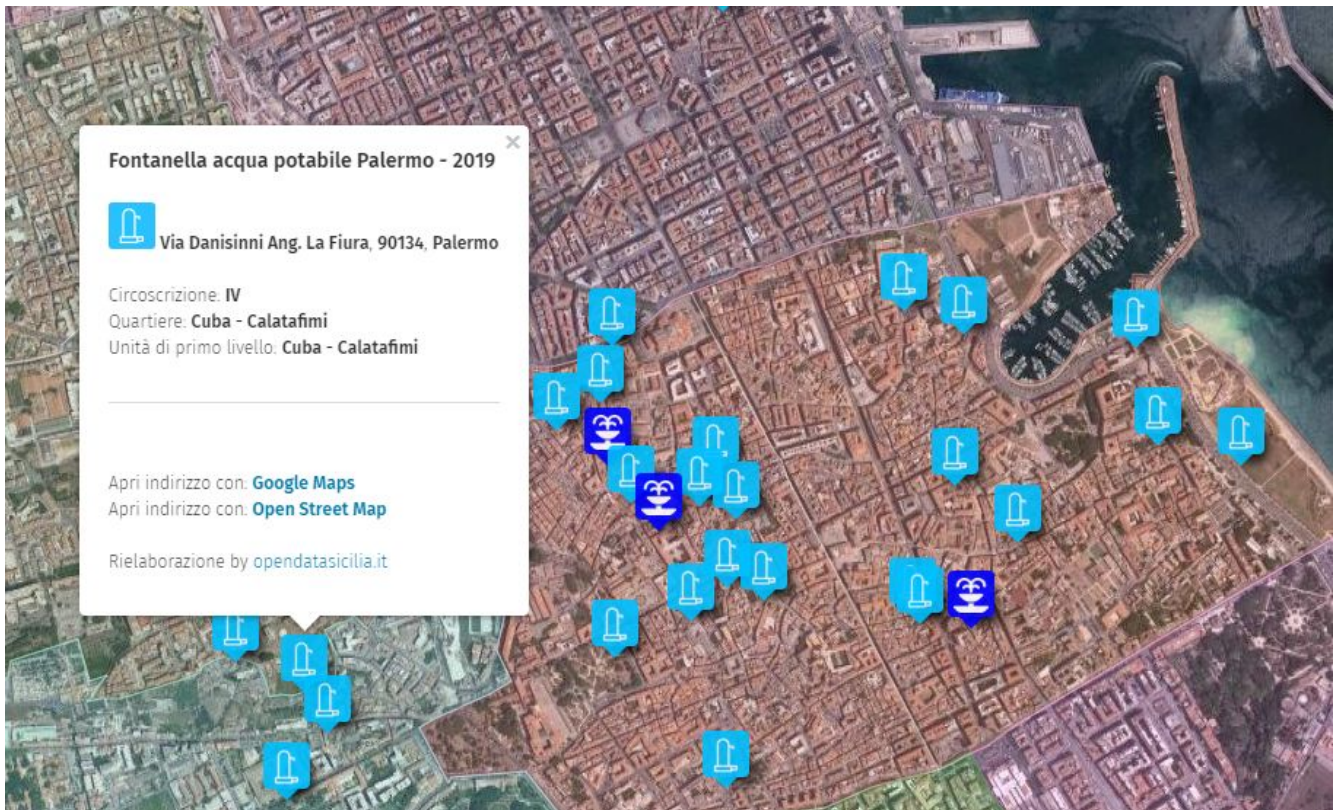 Fontanella acqua potabile Palermo - 2019
×
Via Danisinni Ang. La Fiura, 90134, Palermo
Circoscrizione: IV
Quartiere: Cuba - Calatafimi
Unità di primo livello: Cuba - Calatafimi
Apri indirizzo con: Google Maps
Apri indirizzo con: Open Street Map
Rielaborazione by opendatasicilia.it